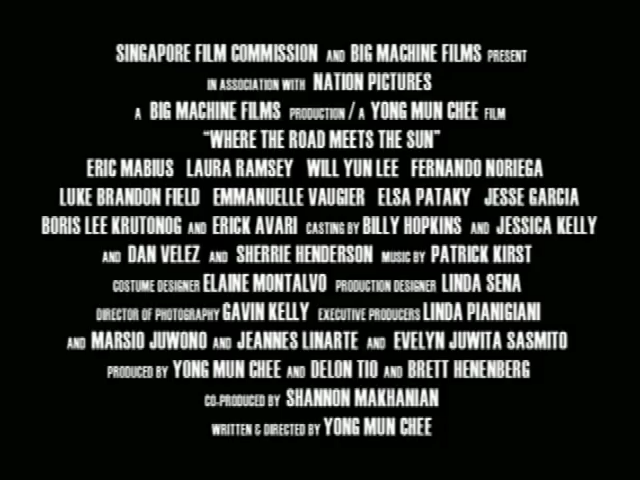 SINGAPORE FILM COMMISSION AND BIG MACHINE FILMS PRESENT
IN ASSOCIATION WITH NATION PICTURES
A BIG MACHINE FILMS PRODUCTION / A YONG MUN CHEE FILM
"WHERE THE ROAD MEETS THE SUN"
ERIC MABIUS LAURA RAMSEY WILL YUN LEE FERNANDO NORIEGA
LUKE BRANDON FIELD EMMANUELLE VAUGIER ELSA PATAKY JESSE GARCIA
BORIS LEE KRUTONOG AND ERICK AVARI CASTING BY BILLY HOPKINS AND JESSICA KELLY
AND DAN VELEZ AND SHERRIE HENDERSON MUSIC BY PATRICK KIRST
COSTUME DESIGNER ELAINE MONTALVO PRODUCTION DESIGNER LINDA SENA
DIRECTOR OF PHOTOGRAPHY GAVIN KELLY EXECUTIVE PRODUCERS LINDA PIANIGIANI
AND MARSIO JUWONO AND JEANNES LINARTE AND EVELYN JUWITA SASMITO
PRODUCED BY YONG MUN CHEE AND DELON TIO AND BRETT HENENBERG
CO-PRODUCED BY SHANNON MAKHANIAN
WRITTEN & DIRECTED BY YONG MUN CHEE